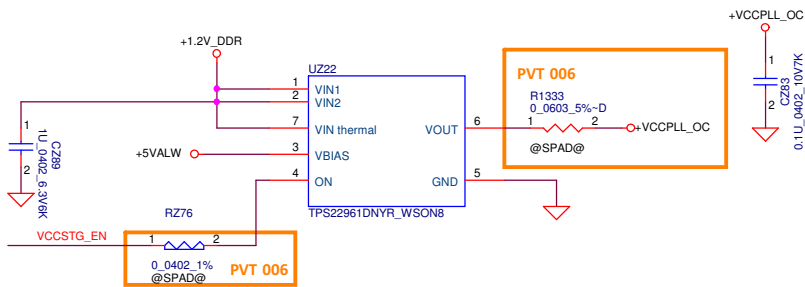 +VCCPLL_OC
+1.2V_DDR
UZ22
PVT 006
1
VIN1
2
VIN2
R1333
0_0603_5%~D
7
VIN thermal
VOUT
6
1
2
+VCCPLL_OC
@SPAD@
+5VALW
3
VBIAS
4
ON
GND
5
TPS22961DNYR_WSON8
1
2
CZ89
1U_0402_6.3V6K
1
2
CZ83
0.1U_0402_10V7K
RZ76
VCCSTG_EN
1
2
0_0402_1%
@SPAD@
PVT 006